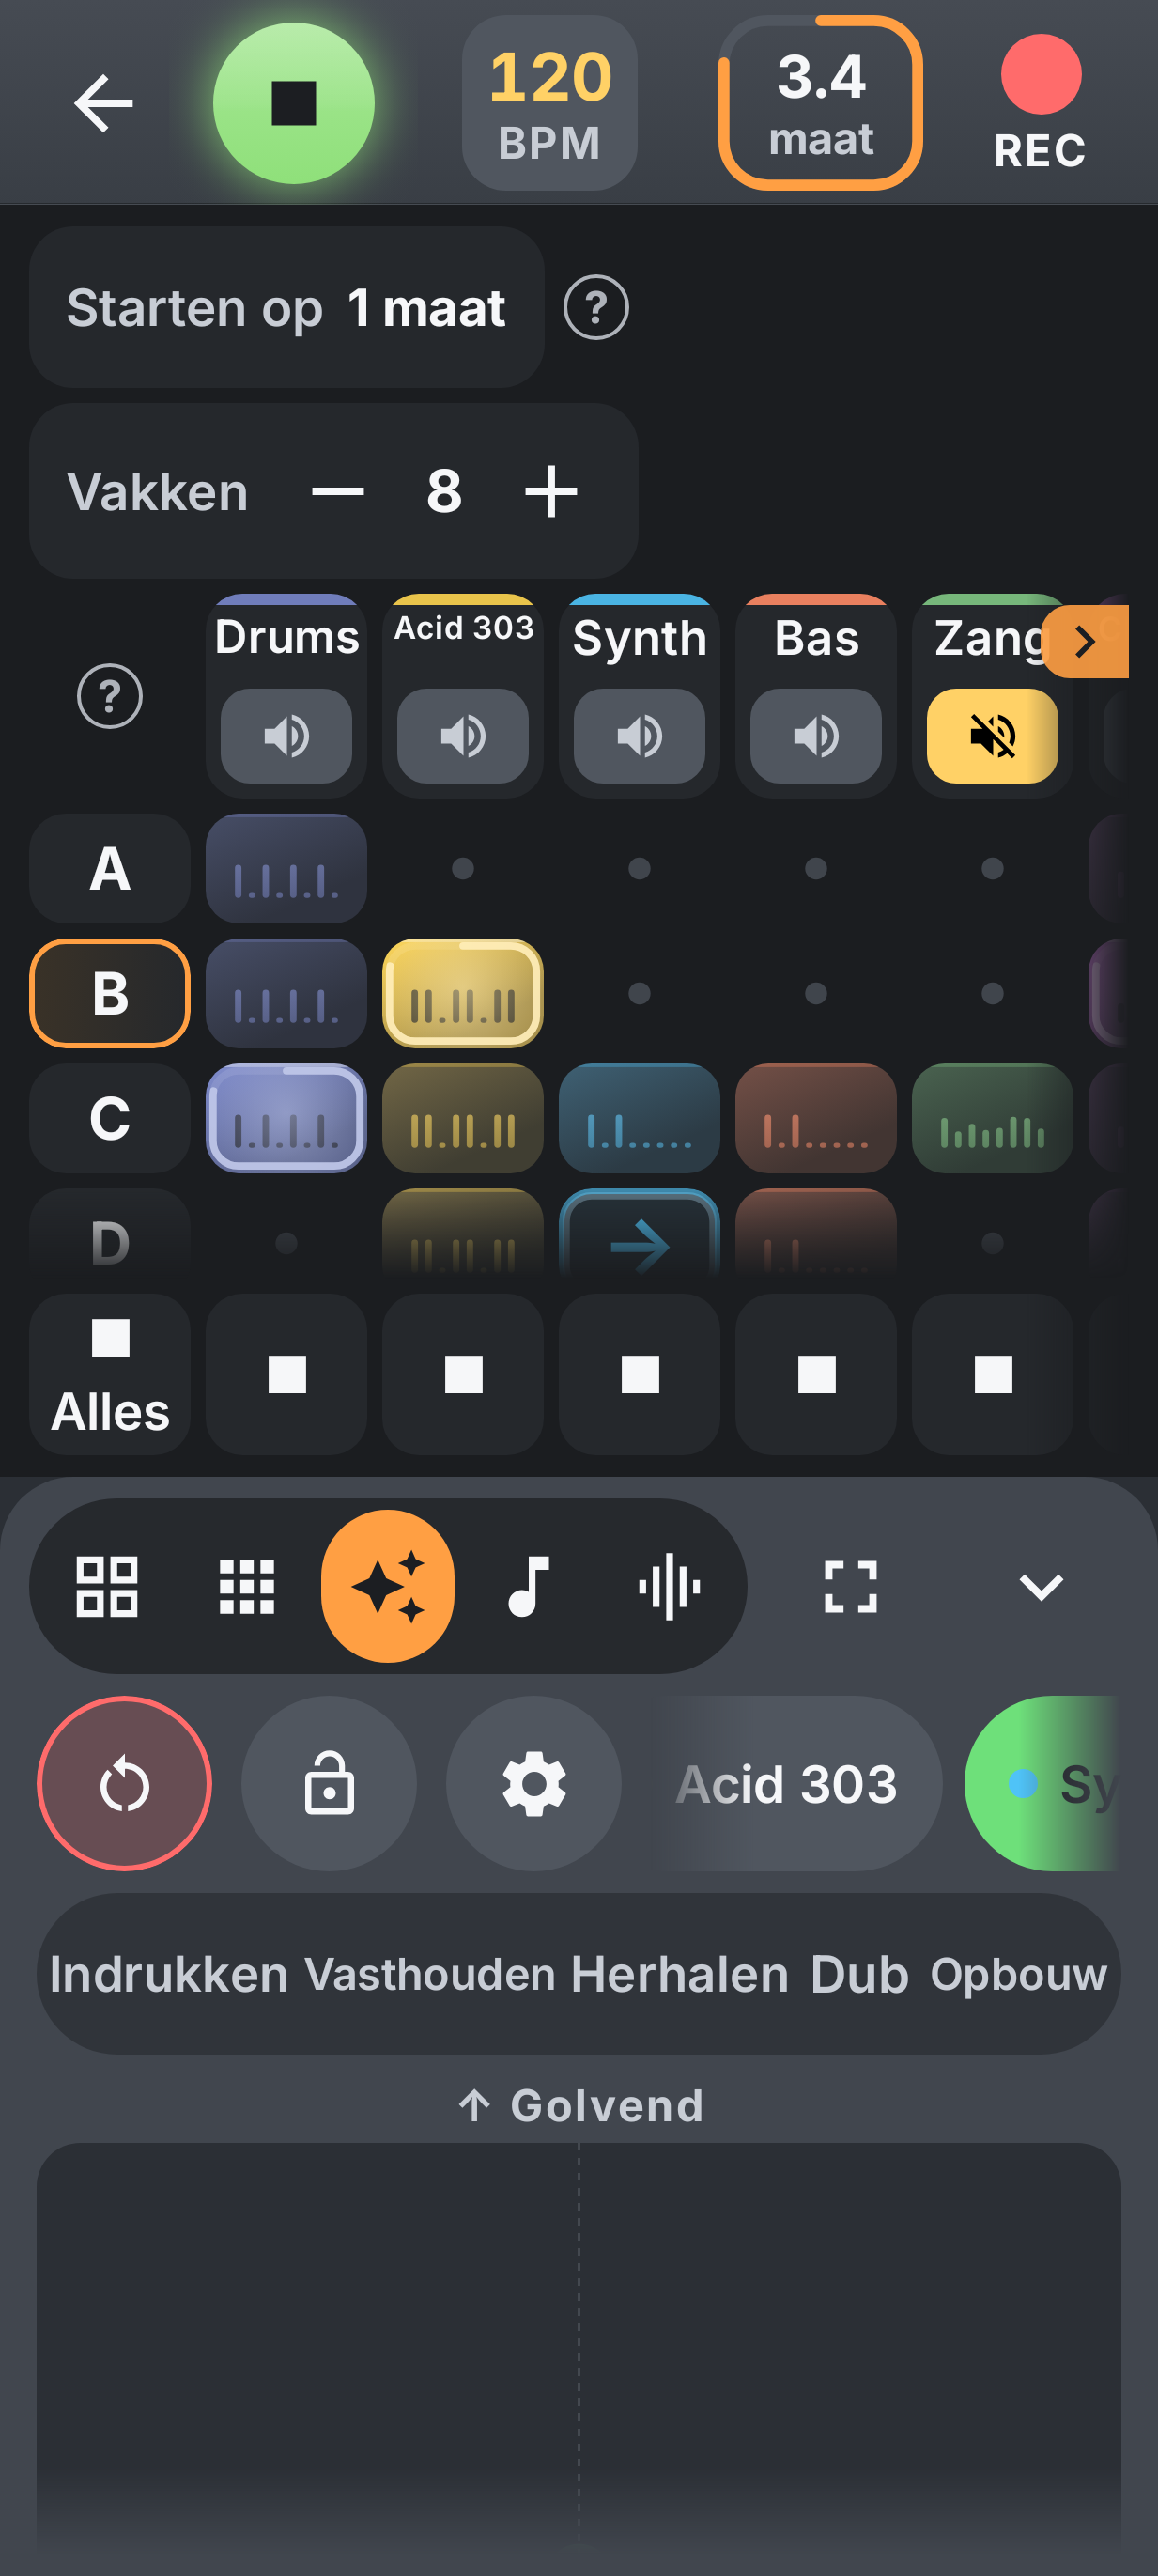 120
BPM
3.4
maat
REC
Starten op 1 maat
?
Vakken 8
?
Drums Acid 303 Synth Bas Zang
A
B
C
D
Alles
Acid 303
Indrukken Vasthouden Herhalen Dub Opbouw
↑ Golvend